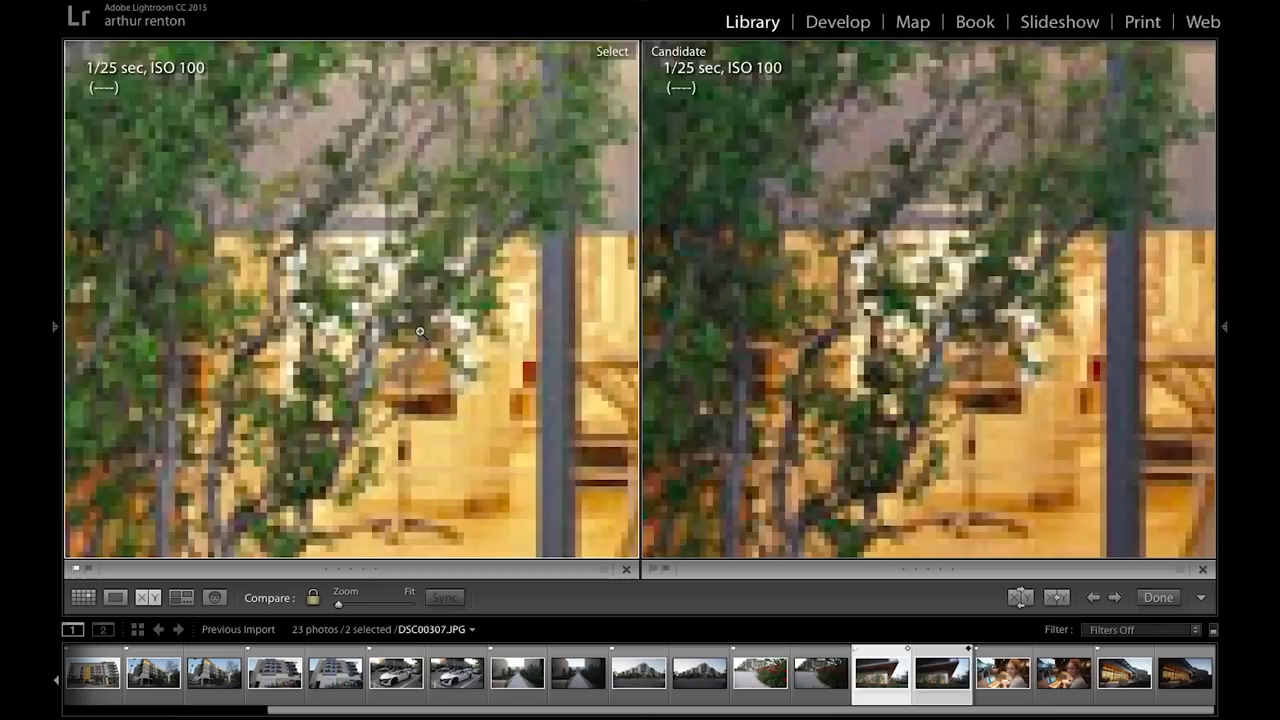 Lr
Adobe Lightroom CC 2015
arthur renton
Library | Develop | Map | Book | Slideshow | Print | Web
Select
1/25 sec, ISO 100
(----)
Candidate
1/25 sec, ISO 100
(----)
X Y
Compare :
Zoom
Fit
Sync
X Y
X Y
Done
1
2
Previous Import
23 photos /2 selected /DSC00307.JPG
Filter :
Filters Off